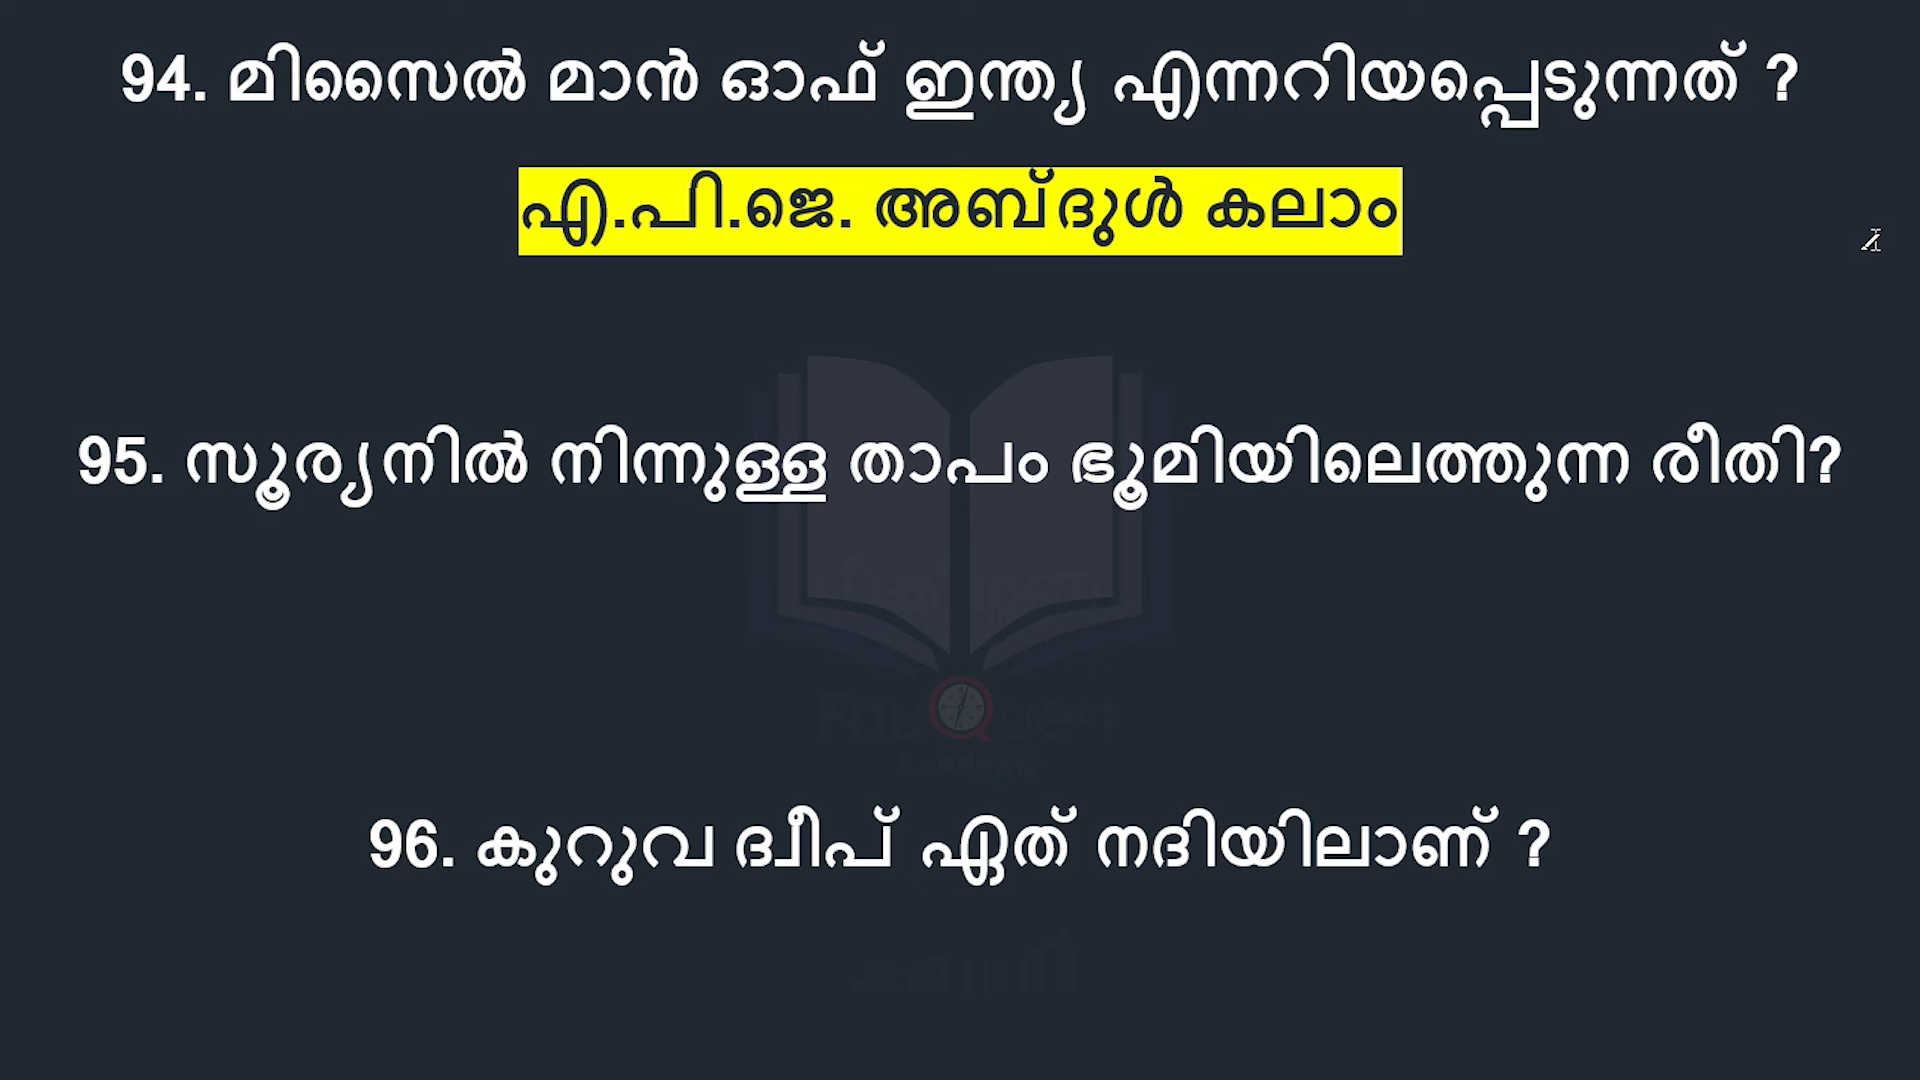 94. മിസൈൽ മാൻ ഓഫ് ഇന്ത്യ എന്നറിയപ്പെടുന്നത് ?
എ.പി.ജെ. അബ്ദുൾ കലാം
95. സൂര്യനിൽ നിന്നുള്ള താപം ഭൂമിയിലെത്തുന്ന രീതി?
96. കുറുവ ദ്വീപ് ഏത് നദിയിലാണ് ?